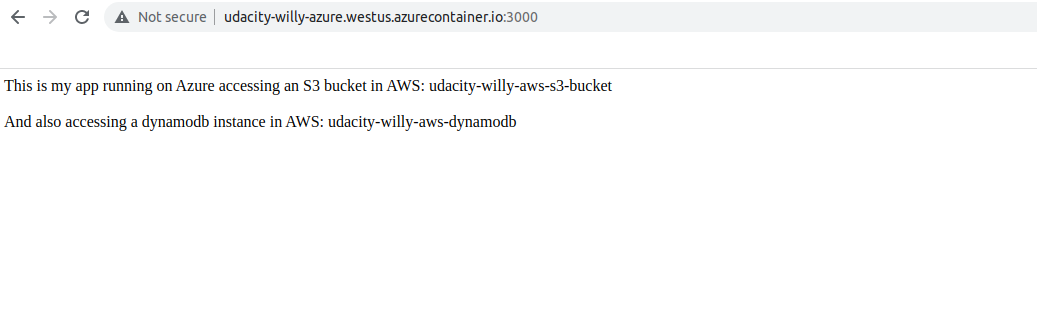 Not secure | udacity-willy-azure.westus.azurecontainer.io:3000
This is my app running on Azure accessing an S3 bucket in AWS: udacity-willy-aws-s3-bucket
And also accessing a dynamodb instance in AWS: udacity-willy-aws-dynamodb